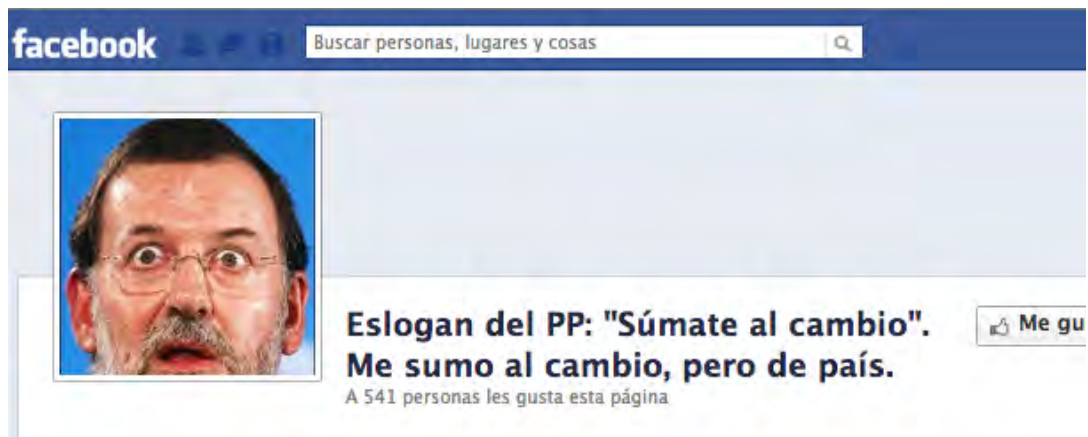 facebook
Buscar personas, lugares y cosas
Eslogan del PP: "Súmate al cambio".
Me gu
Me sumo al cambio, pero de país.
A 541 personas les gusta esta página